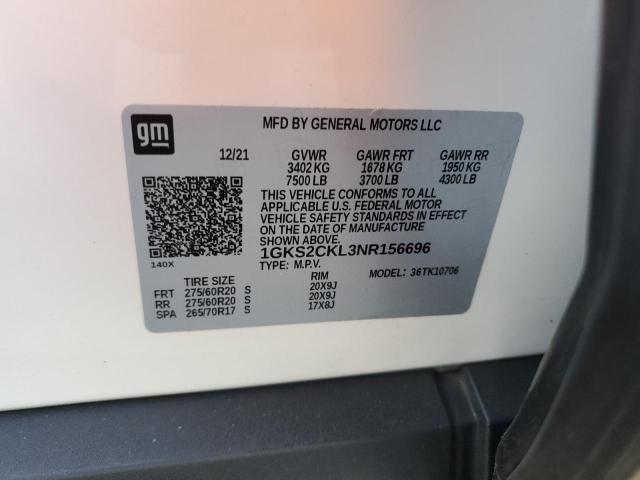 gm
MFD BY GENERAL MOTORS LLC
12/21 GVWR GAWR FRT GAWR RR
3402 KG 1678 KG 1950 KG
7500 LB 3700 LB 4300 LB
THIS VEHICLE CONFORMS TO ALL
APPLICABLE U.S. FEDERAL MOTOR
VEHICLE SAFETY STANDARDS IN EFFECT
ON THE DATE OF MANUFACTURE
SHOWN ABOVE.
1GKS2CKL3NR156696
140X
TYPE: M.P.V. MODEL: 36TK10706
TIRE SIZE RIM
FRT 275/60R20 S 20X9J
RR 275/60R20 S 20X9J
SPA 265/70R17 S 17X8J